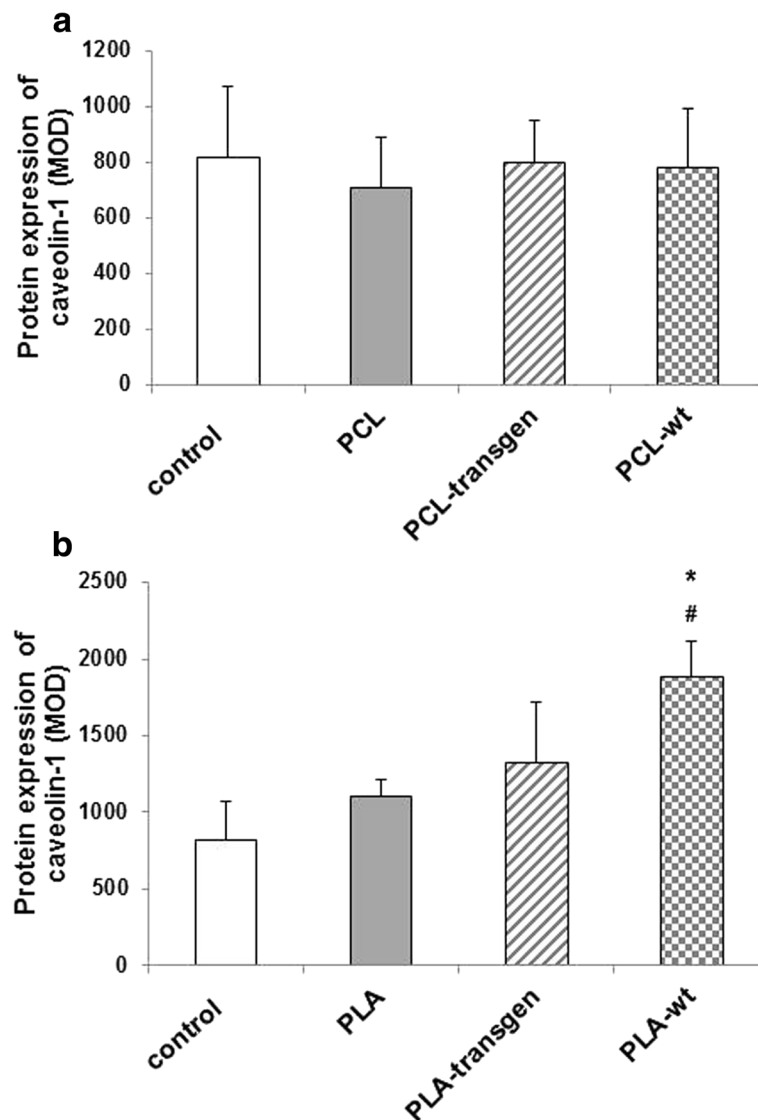 a
Protein expression of
caveolin-1 (MOD)
1200
1000
800
600
400
200
0
control
PCL
PCL-transgen
PCL-wt
b
Protein expression of
caveolin-1 (MOD)
2500
2000
1500
1000
500
0
*
#
control
PLA
PLA-transgen
PLA-wt